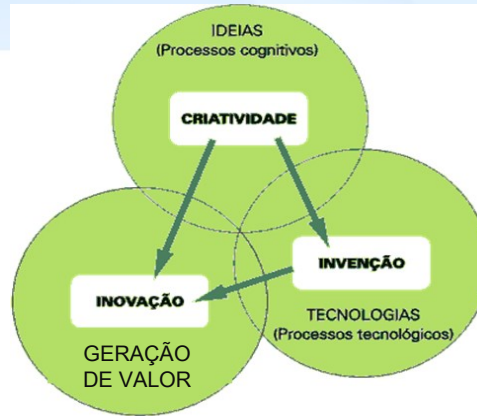 IDEIAS
(Processos cognitivos)
CRIATIVIDADE
INVENÇÃO
INOVAÇÃO
TECNOLOGIAS
(Processos tecnológicos)
GERAÇÃO
DE VALOR